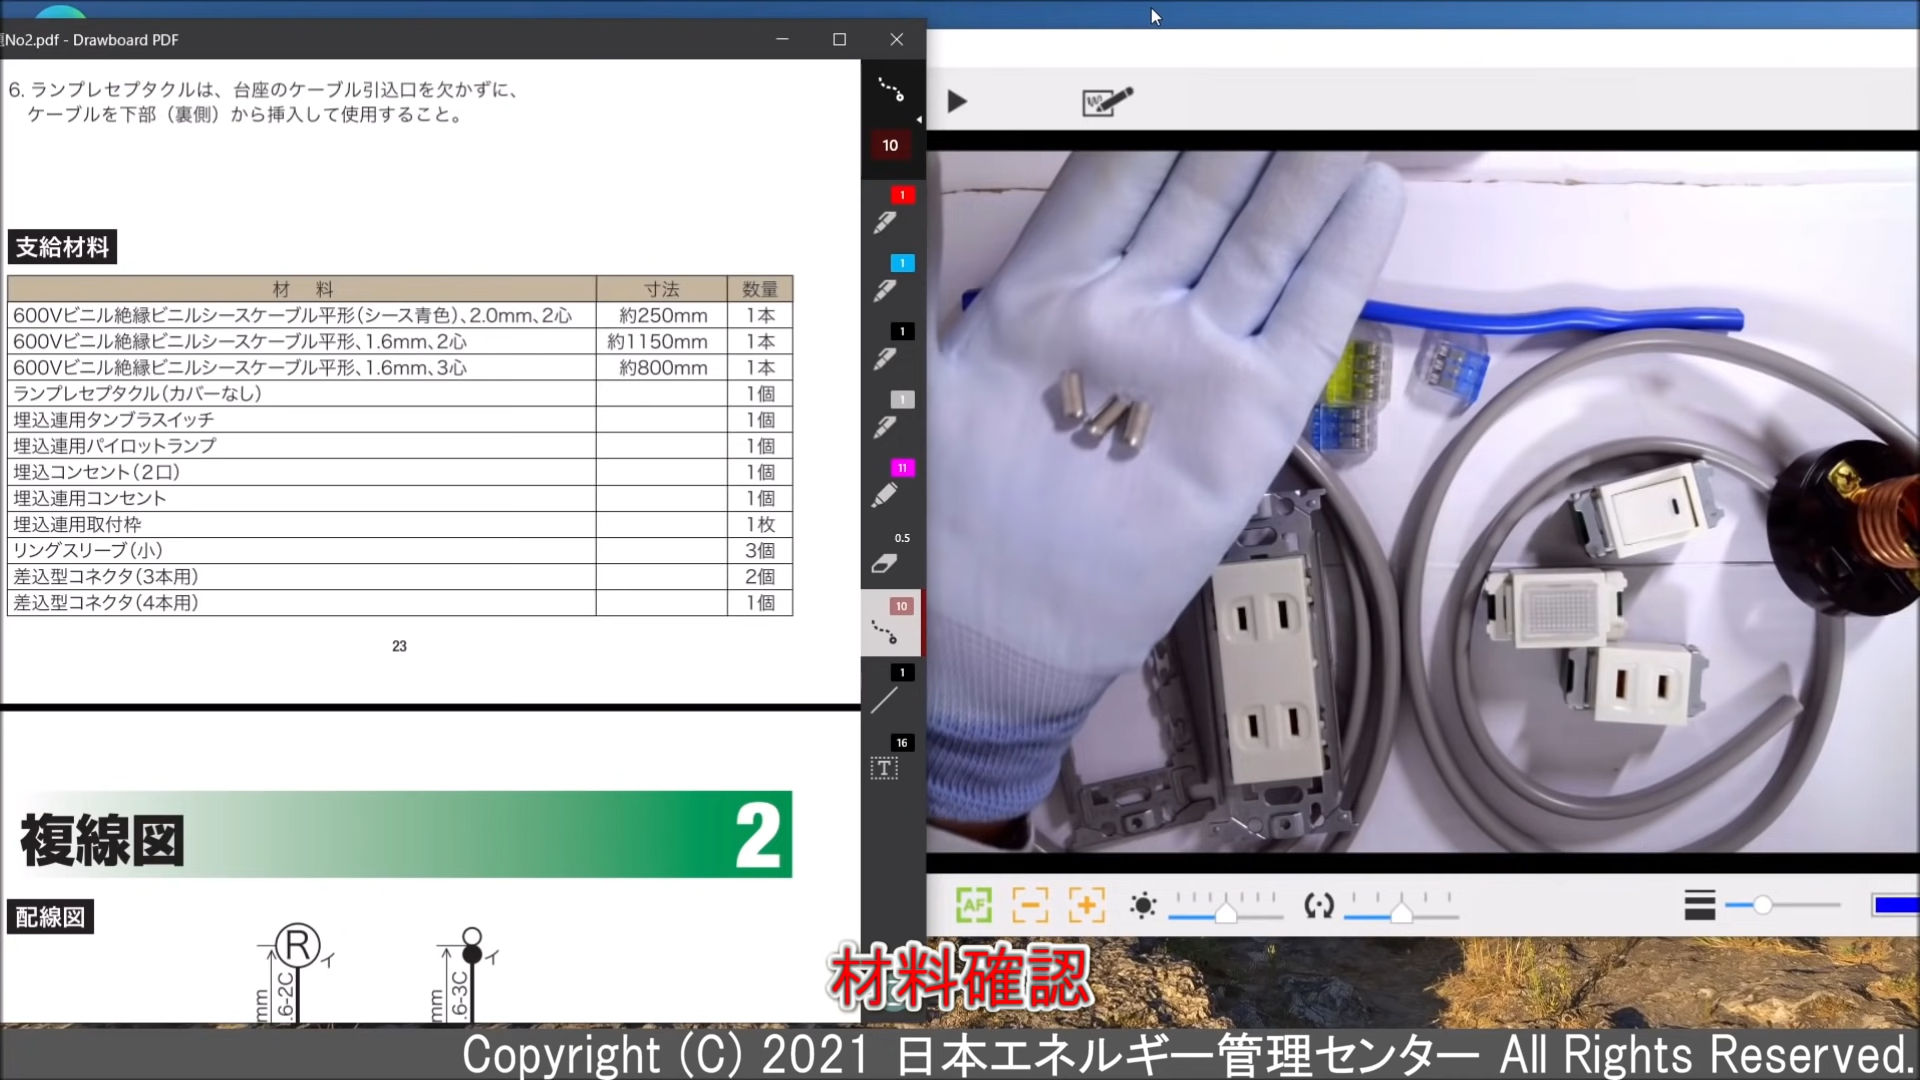 No2.pdf - Drawboard PDF
6. ランプレセプタクルは、台座のケーブル引込口を欠かずに、
ケーブルを下部（裏側）から挿入して使用すること。
支給材料
材 料 寸法 数量
600Vビニル絶縁ビニルシースケーブル平形（シース青色）、2.0mm、2心 約250mm 1本
600Vビニル絶縁ビニルシースケーブル平形、1.6mm、2心 約1150mm 1本
600Vビニル絶縁ビニルシースケーブル平形、1.6mm、3心 約800mm 1本
ランプレセプタクル（カバーなし） 1個
埋込連用タンブラスイッチ 1個
埋込連用パイロットランプ 1個
埋込コンセント（2口） 1個
埋込連用コンセント 1個
埋込連用取付枠 1枚
リングスリーブ（小） 3個
差込型コネクタ（3本用） 2個
差込型コネクタ（4本用） 1個
23
複線図 2
配線図
R イ
イ
mm
.6-2C
mm
.6-3C
10
1
1
1
1
11
0.5
10
1
16
T
AF
材料確認
Copyright (C) 2021 日本エネルギー管理センター All Rights Reserved.